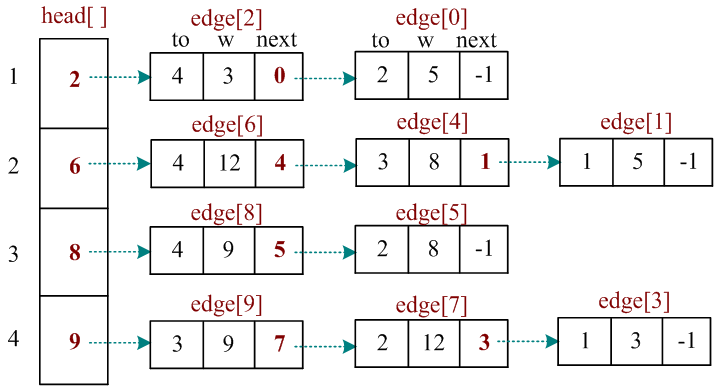 head[ ] edge[2] edge[0]
to w next to w next
1 2 4 3 0 2 5 -1
edge[6] edge[4] edge[1]
2 6 4 12 4 3 8 1 1 5 -1
edge[8] edge[5]
3 8 4 9 5 2 8 -1
edge[9] edge[7] edge[3]
4 9 3 9 7 2 12 3 1 3 -1